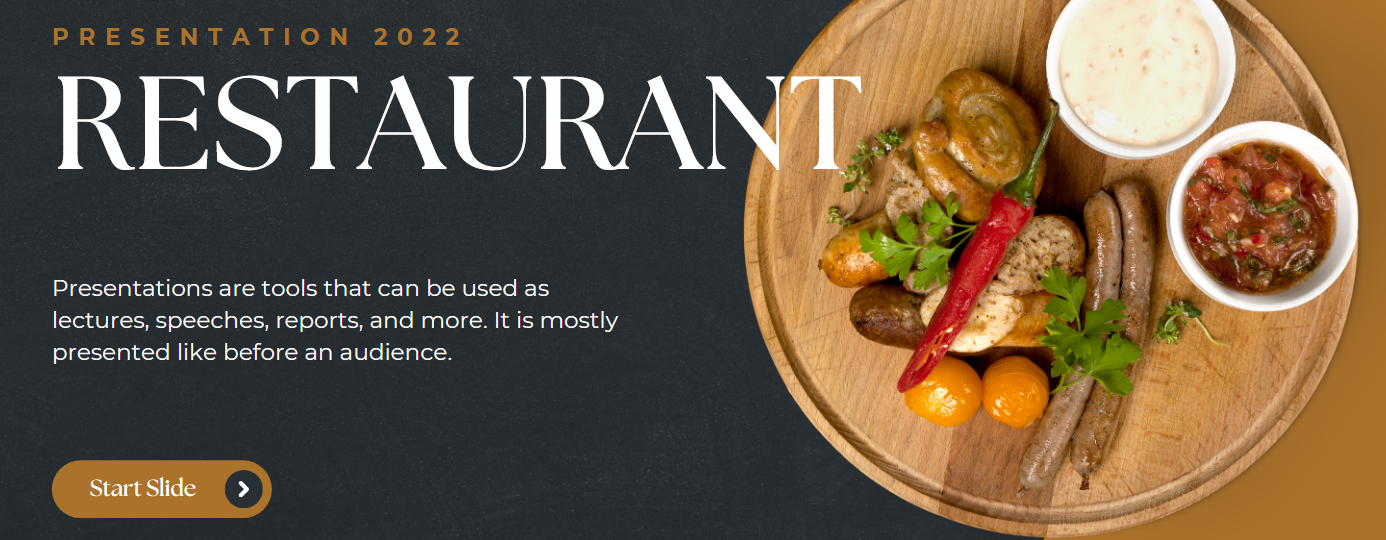 PRESENTATION 2022
RESTAURANT
Presentations are tools that can be used as
lectures, speeches, reports, and more. It is mostly
presented like before an audience.
Start Slide